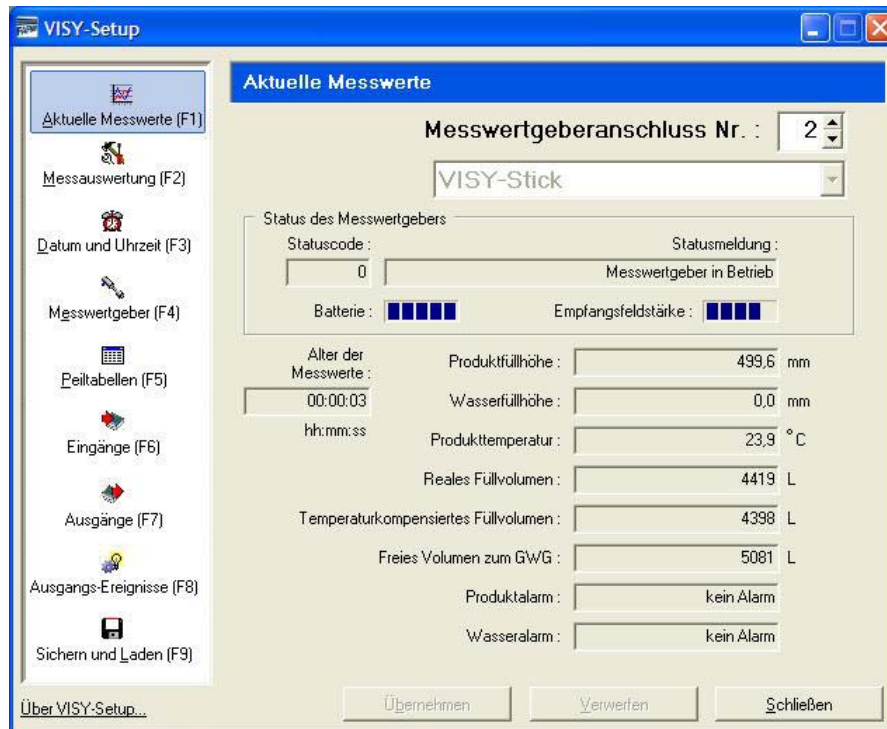 VISY-Setup
Aktuelle Messwerte (F1)
Messauswertung (F2)
Datum und Uhrzeit (F3)
Messwertgeber (F4)
Peiltabellen (F5)
Eingänge (F6)
Ausgänge (F7)
Ausgangs-Ereignisse (F8)
Sichern und Laden (F9)
Über VISY-Setup...
Aktuelle Messwerte
Messwertgeberanschluss Nr. : 2
VISY-Stick
Status des Messwertgebers
Statuscode : Statusmeldung :
0 Messwertgeber in Betrieb
Batterie : Empfangsfeldstärke :
Alter der
Messwerte :
00:00:03
hh:mm:ss
Produktfüllhöhe : 499,6 mm
Wasserfüllhöhe : 0,0 mm
Produkttemperatur : 23,9 °C
Reales Füllvolumen : 4419 L
Temperaturkompensiertes Füllvolumen : 4398 L
Freies Volumen zum GWG : 5081 L
Produktalarm : kein Alarm
Wasseralarm : kein Alarm
Übernehmen Verwerfen Schließen